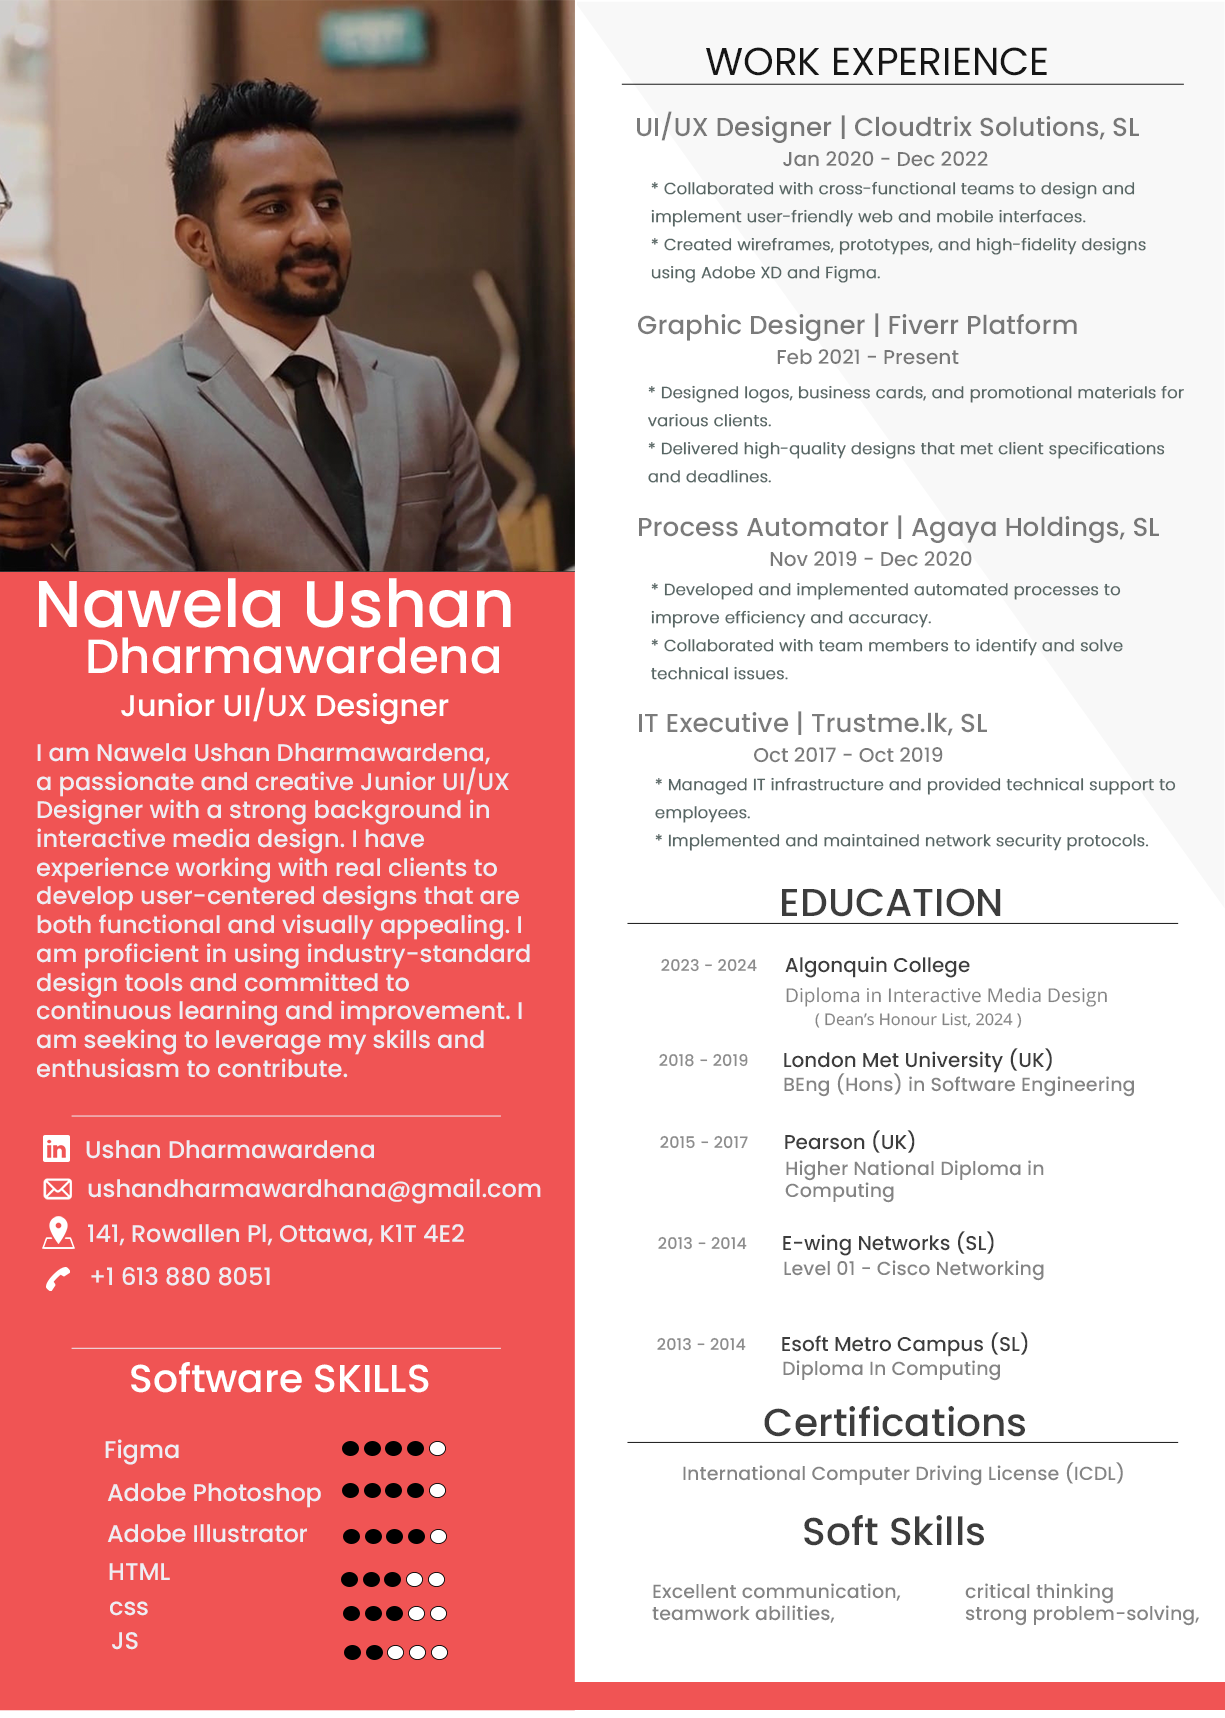 Nawela Ushan
Dharmawardena
Junior UI/UX Designer
I am Nawela Ushan Dharmawardena,
a passionate and creative Junior UI/UX
Designer with a strong background in
interactive media design. I have
experience working with real clients to
develop user-centered designs that are
both functional and visually appealing. I
am proficient in using industry-standard
design tools and committed to
continuous learning and improvement. I
am seeking to leverage my skills and
enthusiasm to contribute.
in Ushan Dharmawardena
ushandharmawardhana@gmail.com
141, Rowallen Pl, Ottawa, K1T 4E2
+1 613 880 8051
Software SKILLS
Figma
Adobe Photoshop
Adobe Illustrator
HTML
css
JS
WORK EXPERIENCE
UI/UX Designer | Cloudtrix Solutions, SL
Jan 2020 - Dec 2022
* Collaborated with cross-functional teams to design and
implement user-friendly web and mobile interfaces.
* Created wireframes, prototypes, and high-fidelity designs
using Adobe XD and Figma.
Graphic Designer | Fiverr Platform
Feb 2021 - Present
* Designed logos, business cards, and promotional materials for
various clients.
* Delivered high-quality designs that met client specifications
and deadlines.
Process Automator | Agaya Holdings, SL
Nov 2019 - Dec 2020
* Developed and implemented automated processes to
improve efficiency and accuracy.
* Collaborated with team members to identify and solve
technical issues.
IT Executive | Trustme.lk, SL
Oct 2017 - Oct 2019
* Managed IT infrastructure and provided technical support to
employees.
* Implemented and maintained network security protocols.
EDUCATION
2023 - 2024 Algonquin College
Diploma in Interactive Media Design
( Dean’s Honour List, 2024 )
2018 - 2019 London Met University (UK)
BEng (Hons) in Software Engineering
2015 - 2017 Pearson (UK)
Higher National Diploma in
Computing
2013 - 2014 E-wing Networks (SL)
Level 01 - Cisco Networking
2013 - 2014 Esoft Metro Campus (SL)
Diploma In Computing
Certifications
International Computer Driving License (ICDL)
Soft Skills
Excellent communication,
teamwork abilities,
critical thinking
strong problem-solving,